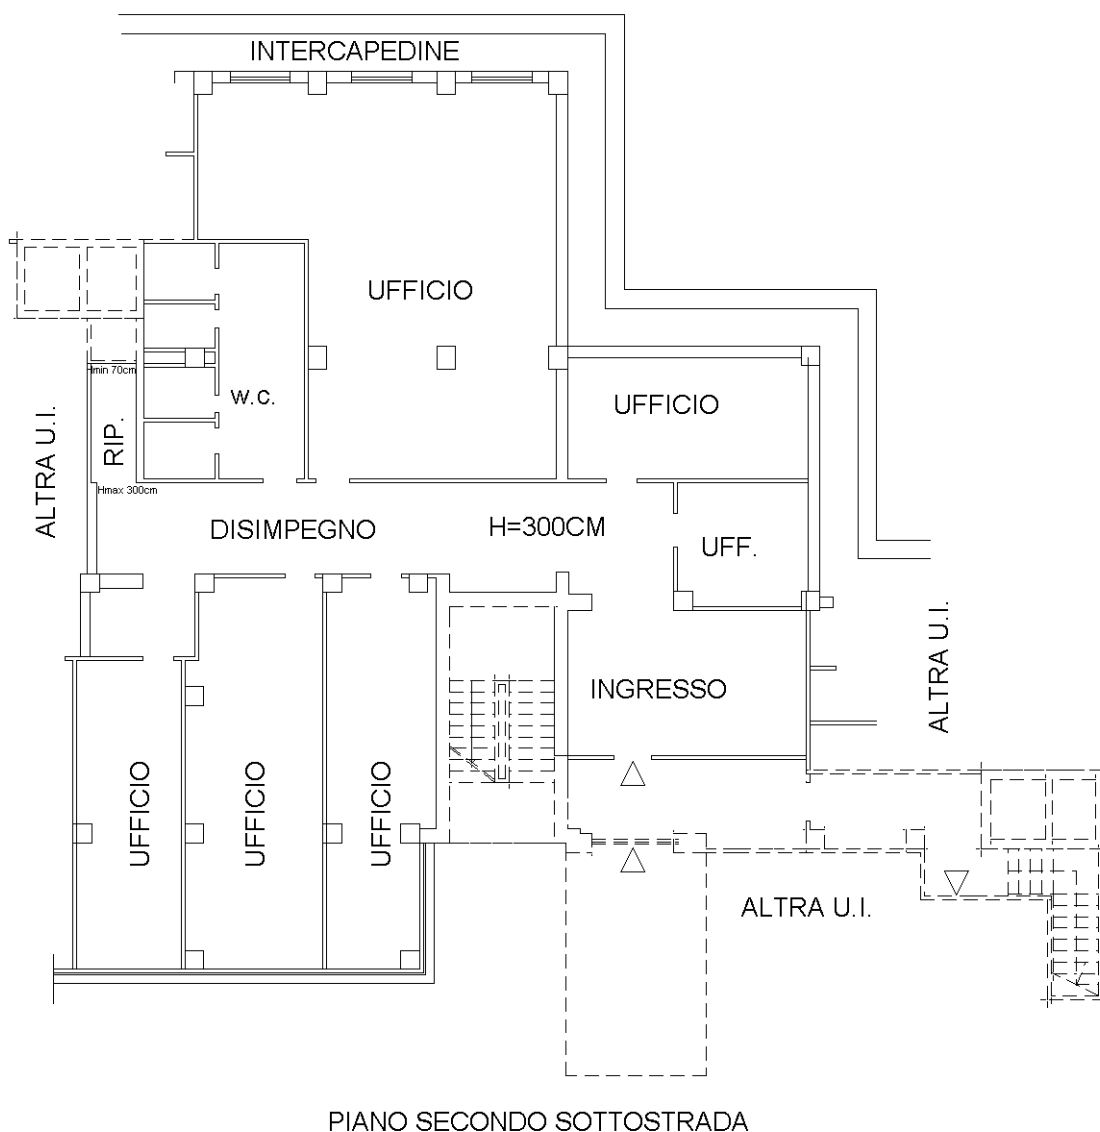 INTERCAPEDINE
UFFICIO
Hmin 70cm
W.C.
UFFICIO
ALTRA U.I.
RIP.
Hmax 300cm
DISIMPEGNO
H=300CM
UFF.
ALTRA U.I.
INGRESSO
UFFICIO
UFFICIO
UFFICIO
ALTRA U.I.
PIANO SECONDO SOTTOSTRADA